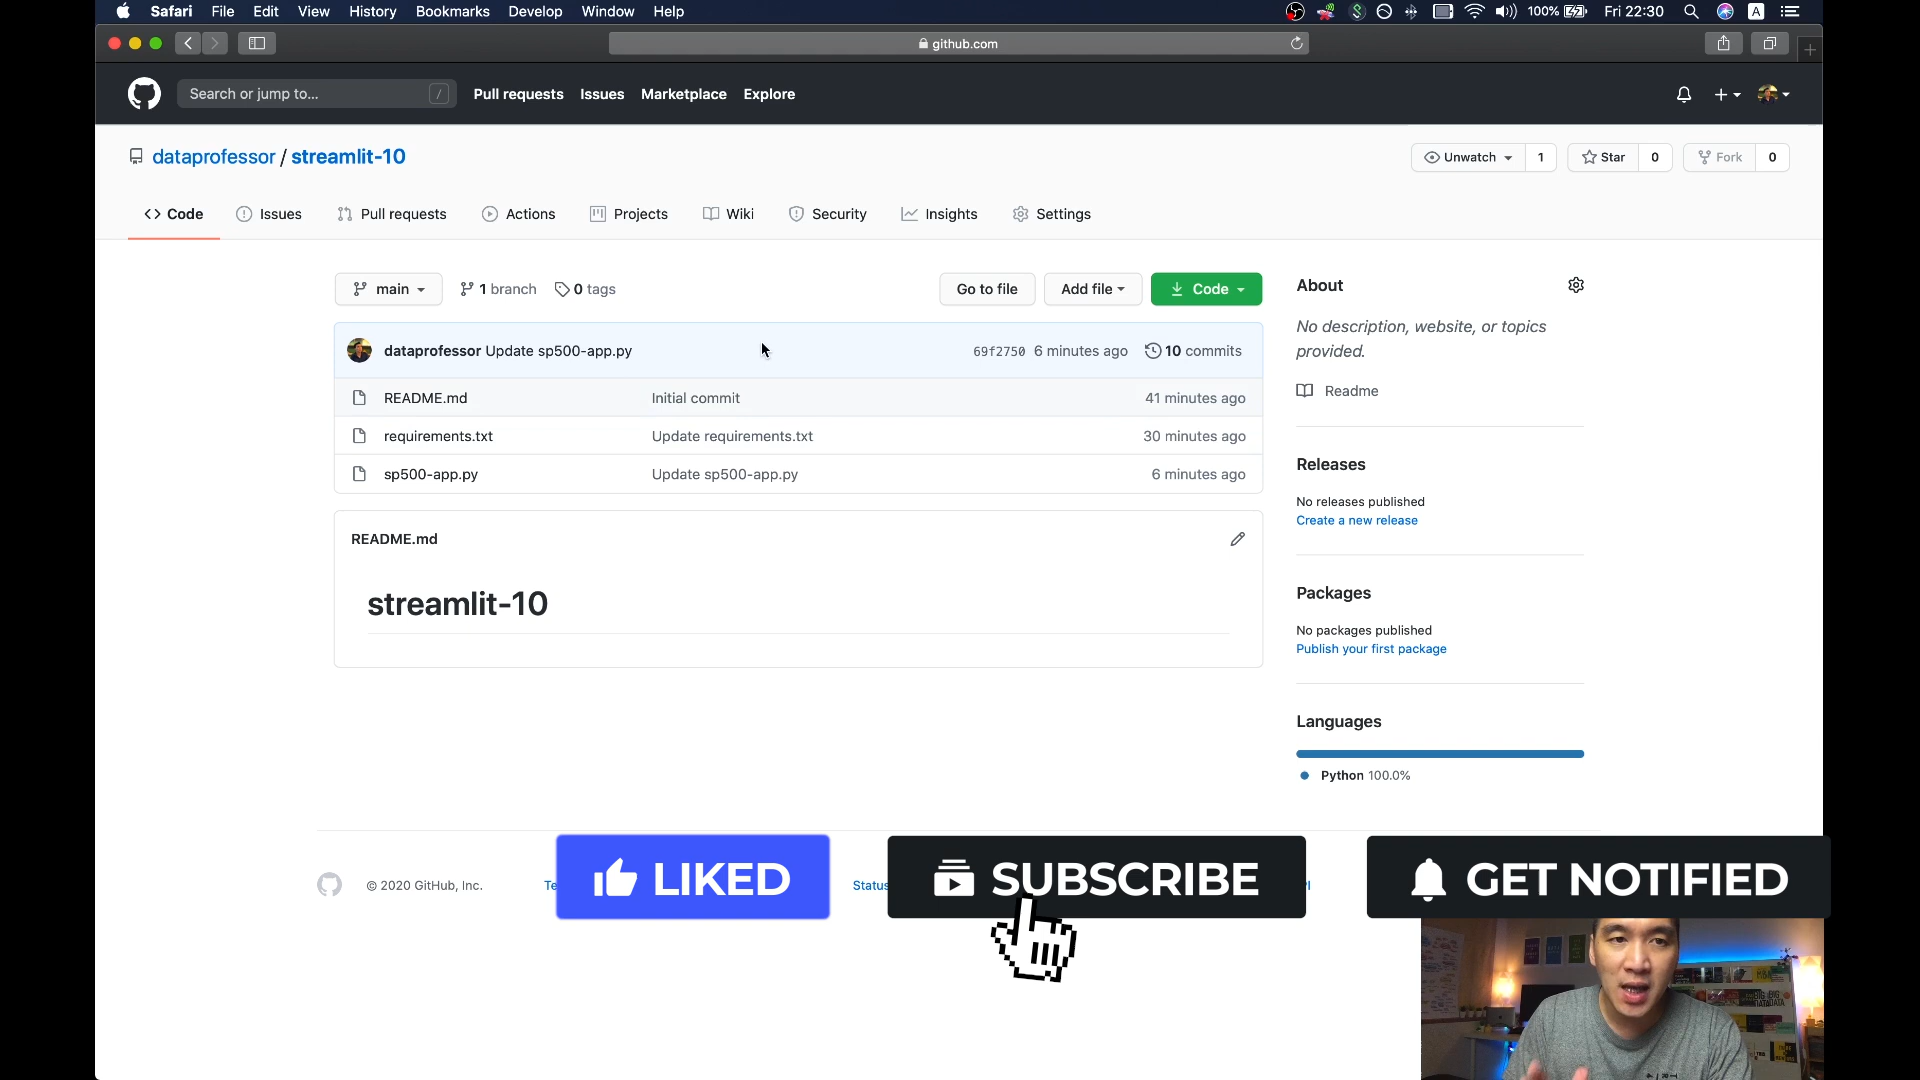 Safari File Edit View History Bookmarks Develop Window Help 100% Fri 22:30 A
github.com
Search or jump to... / Pull requests Issues Marketplace Explore
dataprofessor / streamlit-10 Unwatch 1 Star 0 Fork 0
Code Issues Pull requests Actions Projects Wiki Security Insights Settings
main 1 branch 0 tags Go to file Add file Code
About
No description, website, or topics
provided.
Readme
dataprofessor Update sp500-app.py 69f2750 6 minutes ago 10 commits
README.md Initial commit 41 minutes ago
requirements.txt Update requirements.txt 30 minutes ago
sp500-app.py Update sp500-app.py 6 minutes ago
Releases
No releases published
Create a new release
README.md
streamlit-10
Packages
No packages published
Publish your first package
Languages
Python 100.0%
© 2020 GitHub, Inc. Te Status
LIKED SUBSCRIBE GET NOTIFIED